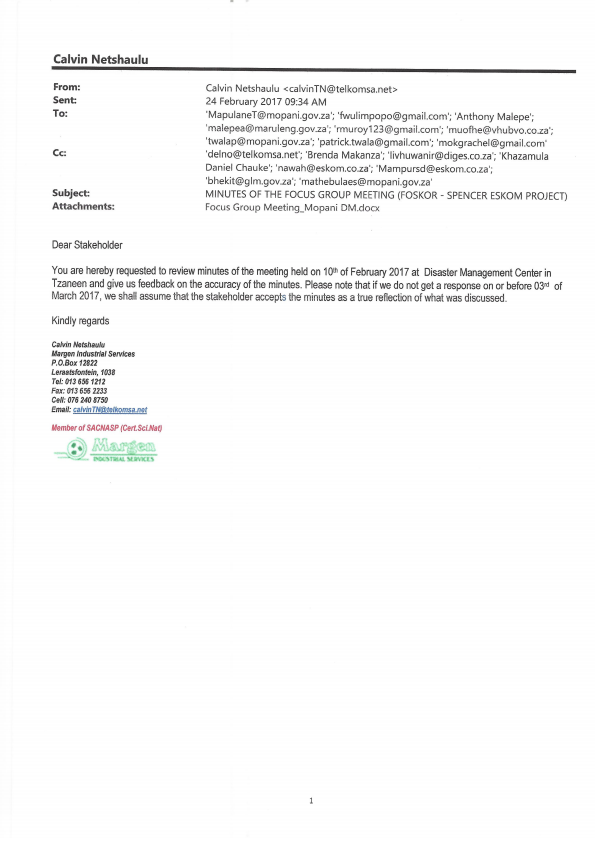 Calvin Netshaulu
From: Calvin Netshaulu <calvinTN@telkomsa.net>
Sent: 24 February 2017 09:34 AM
To: 'MapulaneT@mopani.gov.za'; 'fwulimpopo@gmail.com'; 'Anthony Malepe';
'malepea@maruleng.gov.za'; 'rmuroy123@gmail.com'; 'muofhe@vhubvo.co.za';
'twalap@mopani.gov.za'; 'patrick.twala@gmail.com'; 'mokgrachel@gmail.com'
Cc: 'delno@telkomsa.net'; 'Brenda Makanza'; 'livhuwanir@diges.co.za'; 'Khazamula
Daniel Chauke'; 'nawah@eskom.co.za'; 'Mampursd@eskom.co.za';
'bhekit@glm.gov.za'; 'mathebulaes@mopani.gov.za'
Subject: MINUTES OF THE FOCUS GROUP MEETING (FOSKOR - SPENCER ESKOM PROJECT)
Attachments: Focus Group Meeting_Mopani DM.docx
Dear Stakeholder
You are hereby requested to review minutes of the meeting held on 10th of February 2017 at Disaster Management Center in
Tzaneen and give us feedback on the accuracy of the minutes. Please note that if we do not get a response on or before 03rd of
March 2017, we shall assume that the stakeholder accepts the minutes as a true reflection of what was discussed.
Kindly regards
Calvin Netshaulu
Margen Industrial Services
P.O.Box 12822
Leraatsfontein, 1038
Tel: 013 656 1212
Fax: 013 656 2233
Cell: 076 240 8750
Email: calvinTN@telkomsa.net
Member of SACNASP (Cert.Sci.Nat)
Margen
INDUSTRIAL SERVICES
1